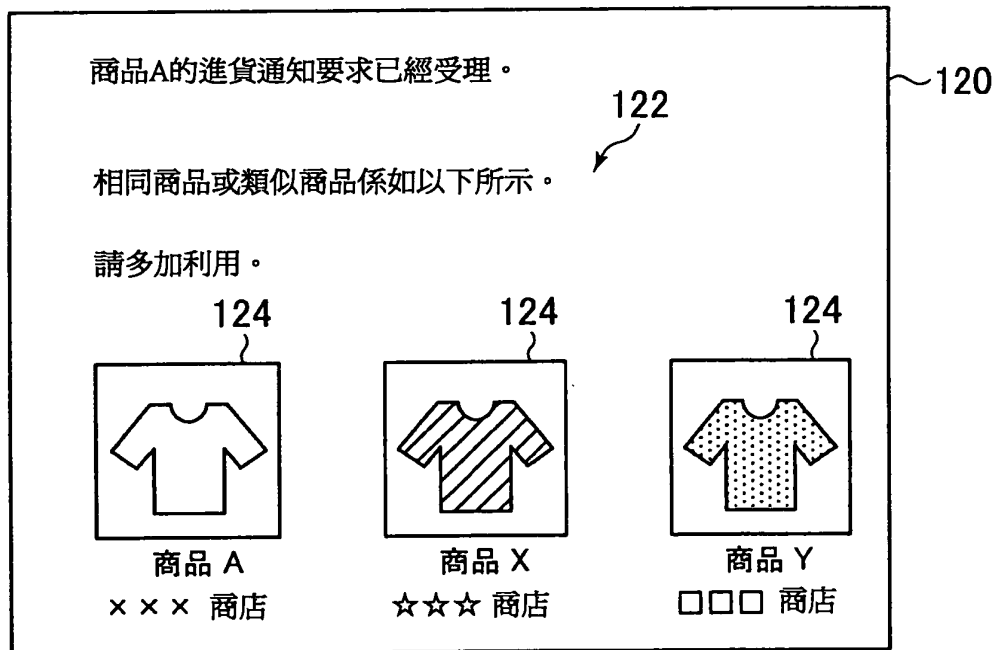 商品A的進貨通知要求已經受理。
120
122
相同商品或類似商品係如以下所示。
請多加利用。
124 124 124
商品 A 商品 X 商品 Y
××× 商店 ☆☆☆ 商店 □□□ 商店